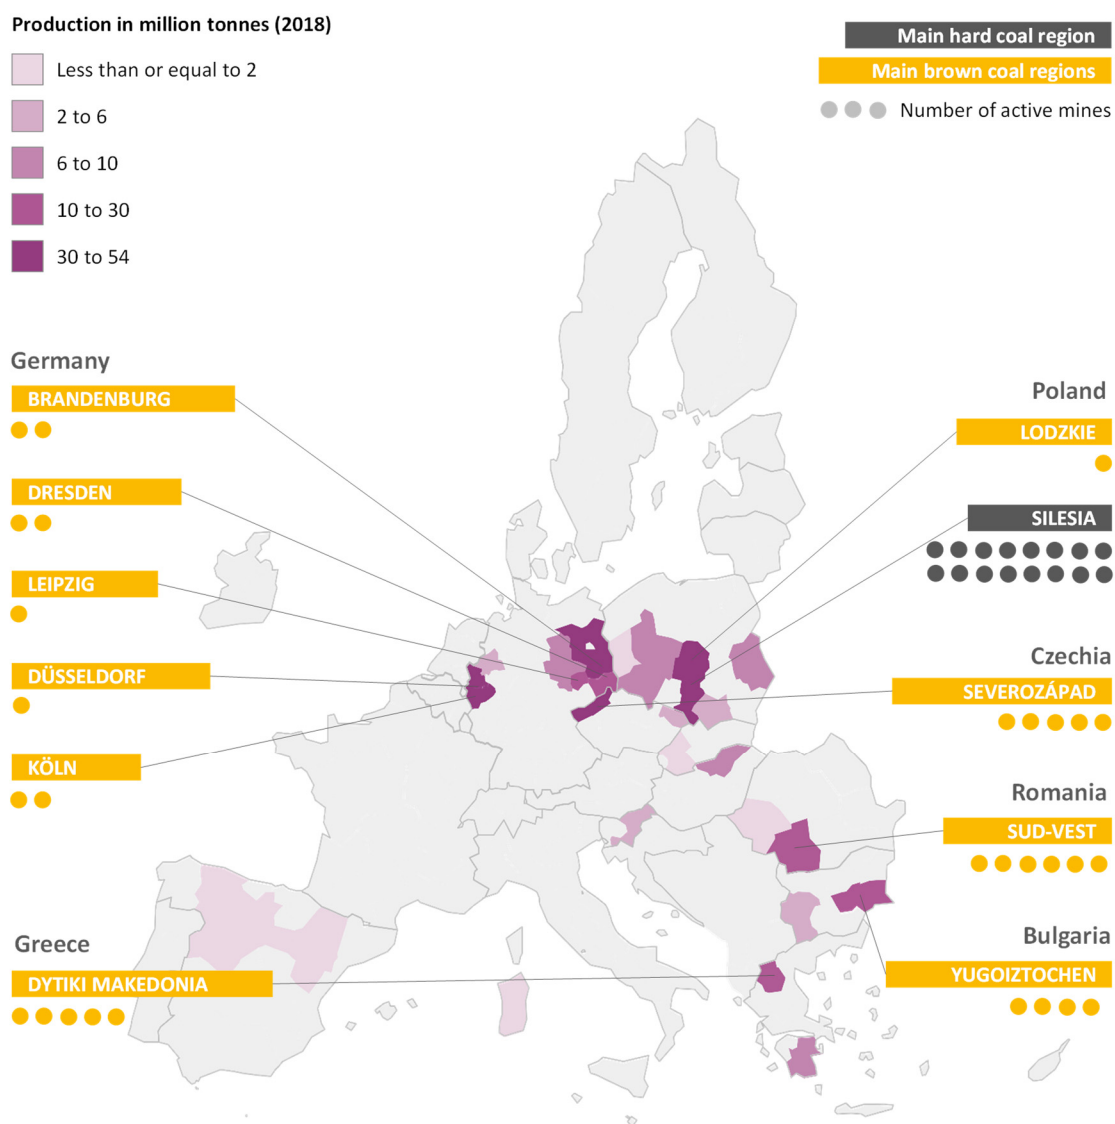 Production in million tonnes (2018)
Less than or equal to 2
2 to 6
6 to 10
10 to 30
30 to 54
Main hard coal region
Main brown coal regions
Number of active mines
Germany
BRANDENBURG
DRESDEN
LEIPZIG
DÜSSELDORF
KÖLN
Greece
DYTIKI MAKEDONIA
Poland
LODZKIE
SILESIA
Czechia
SEVEROZÁPAD
Romania
SUD-VEST
Bulgaria
YUGOIZTOCHEN